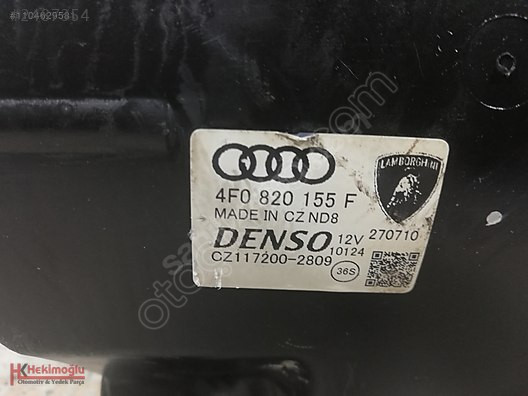 #1104629581
LAMBORGHINI
4F0 820 155 F
MADE IN CZ ND8
DENSO 12V 270710
10124
CZ117200-2809
36S
Hekimoğlu
Otomotiv & Yedek Parça